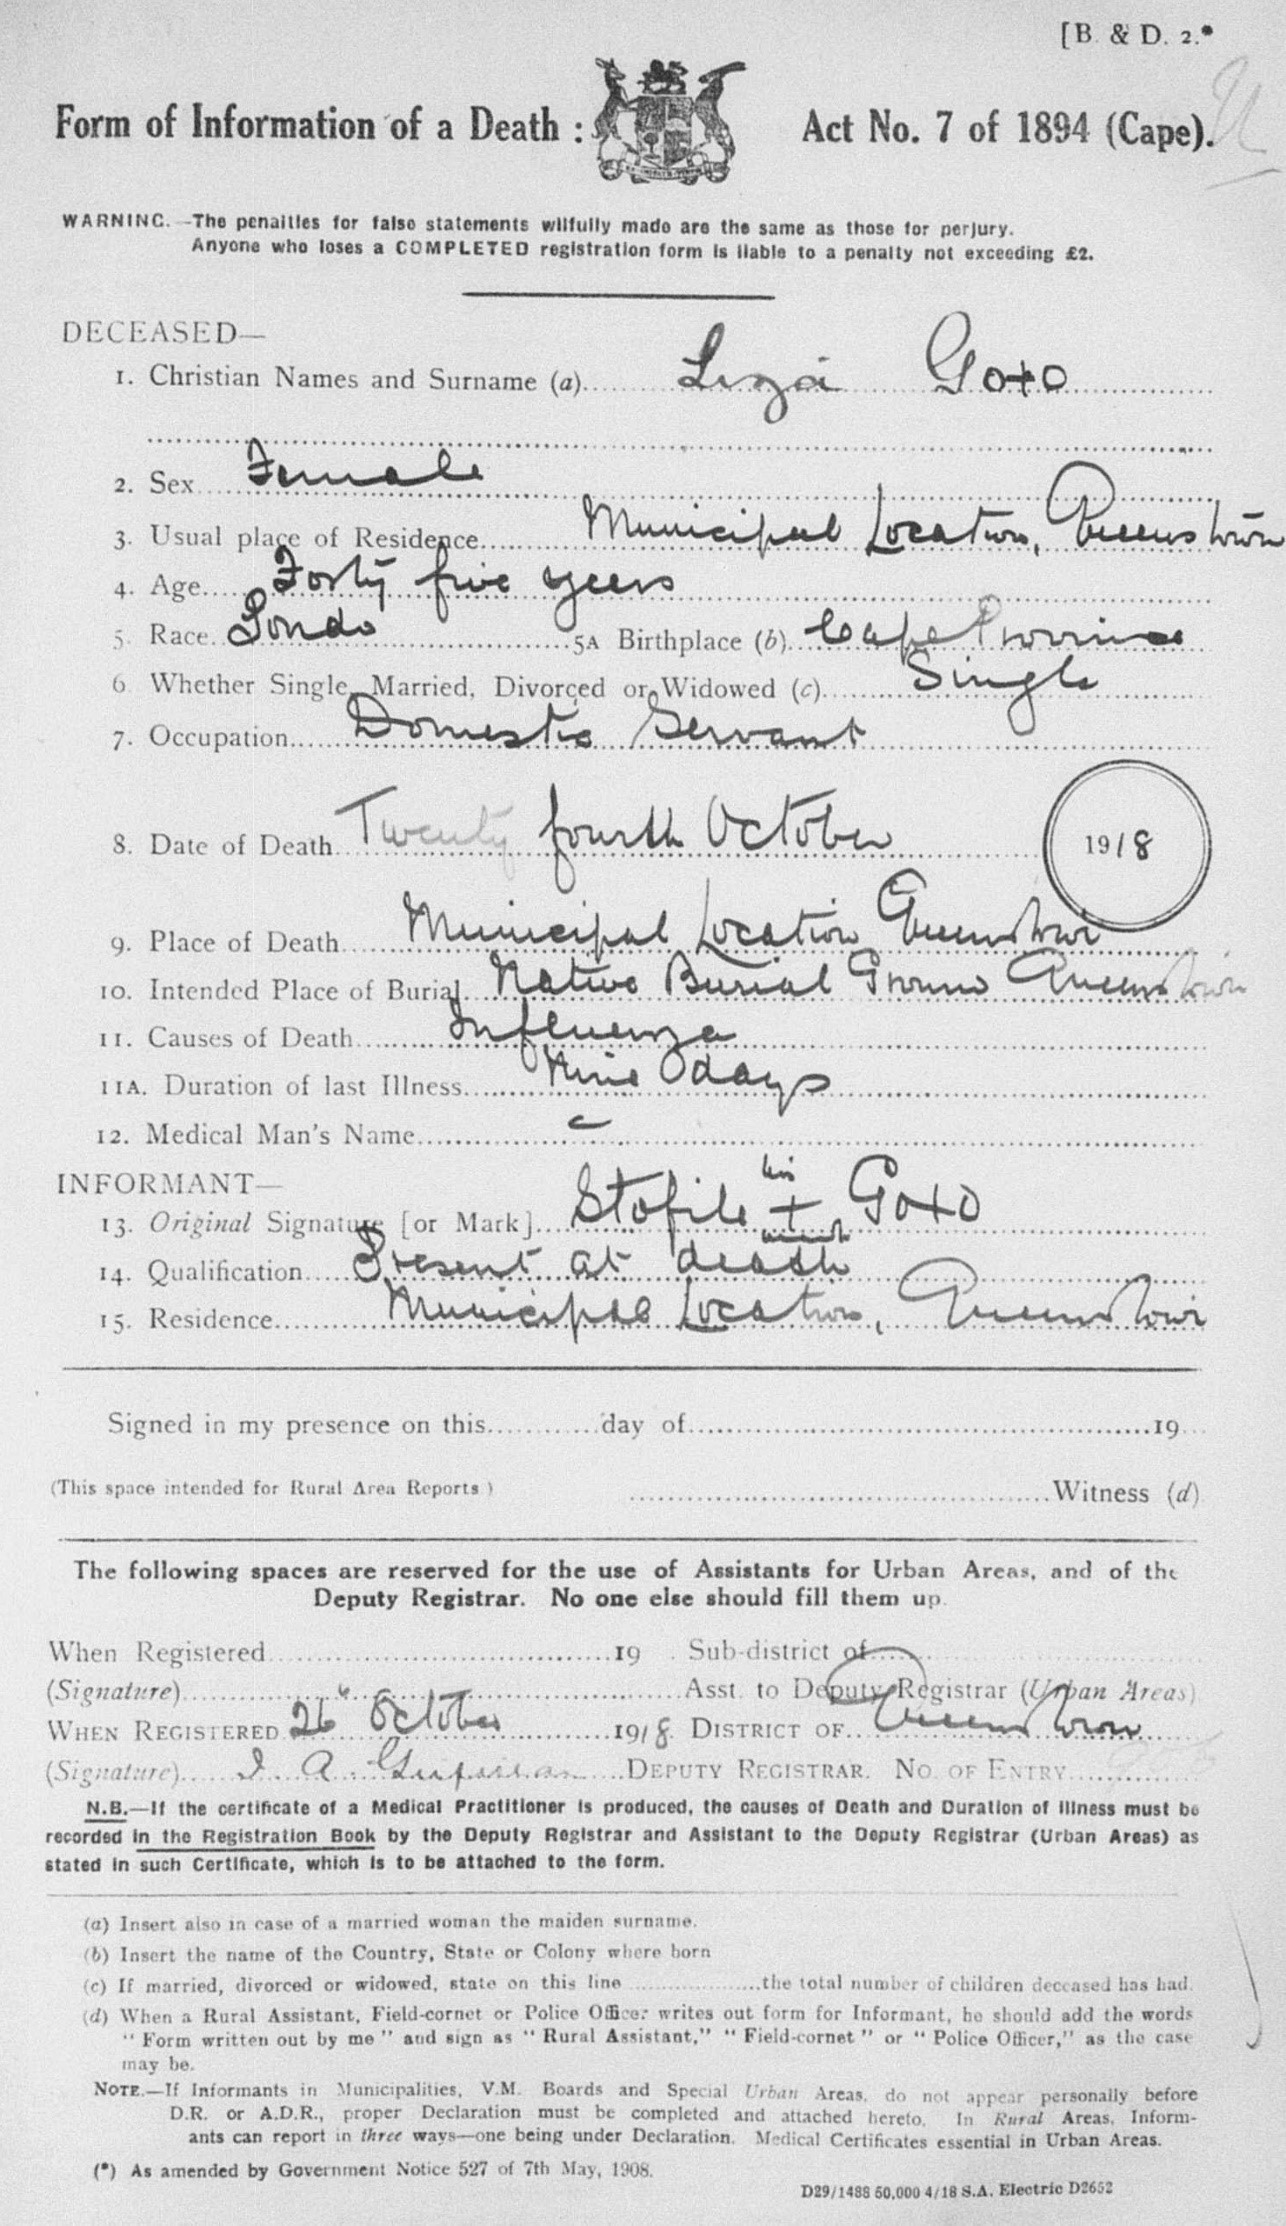 [B. & D. 2.*
Form of Information of a Death : Act No. 7 of 1894 (Cape).
WARNING.—The penalties for false statements wilfully made are the same as those for perjury.
Anyone who loses a COMPLETED registration form is liable to a penalty not exceeding £2.
DECEASED—
1. Christian Names and Surname (a) Liza Goxo
2. Sex Female
3. Usual place of Residence Municipal Location, Queenstown
4. Age Forty five years
5. Race Pondo 5A Birthplace (b) Cape Province
6 Whether Single, Married, Divorced or Widowed (c) Single
7. Occupation Domestic Servant
8. Date of Death Twenty fourth October 1918
9. Place of Death Municipal Location Queenstown
10. Intended Place of Burial Native Burial Ground Queenstown
11. Causes of Death Influenza
11A. Duration of last Illness Nine days
12. Medical Man's Name —
INFORMANT—
13. Original Signature [or Mark] Stofile his + mark Goxo
14. Qualification Present at death
15. Residence Municipal Location, Queenstown
Signed in my presence on this day of 19
(This space intended for Rural Area Reports) Witness (d)
The following spaces are reserved for the use of Assistants for Urban Areas, and of the
Deputy Registrar. No one else should fill them up.
When Registered 19 . Sub-district of
(Signature) Asst. to Deputy Registrar (Urban Areas)
WHEN REGISTERED 26 October 1918. DISTRICT OF Queenstown
(Signature) DEPUTY REGISTRAR. NO. OF ENTRY
N.B.—If the certificate of a Medical Practitioner is produced, the causes of Death and Duration of Illness must be
recorded in the Registration Book by the Deputy Registrar and Assistant to the Deputy Registrar (Urban Areas) as
stated in such Certificate, which is to be attached to the form.
(a) Insert also in case of a married woman the maiden surname.
(b) Insert the name of the Country, State or Colony where born
(c) If married, divorced or widowed, state on this line the total number of children deceased has had.
(d) When a Rural Assistant, Field-cornet or Police Officer writes out form for Informant, he should add the words
" Form written out by me " and sign as " Rural Assistant," " Field-cornet " or " Police Officer," as the case
may be.
NOTE.—If Informants in Municipalities, V.M. Boards and Special Urban Areas, do not appear personally before
D.R. or A.D.R., proper Declaration must be completed and attached hereto. In Rural Areas, Inform-
ants can report in three ways—one being under Declaration. Medical Certificates essential in Urban Areas.
(*) As amended by Government Notice 527 of 7th May, 1908.
D29/1488 50,000 4/18 S.A. Electric D2652